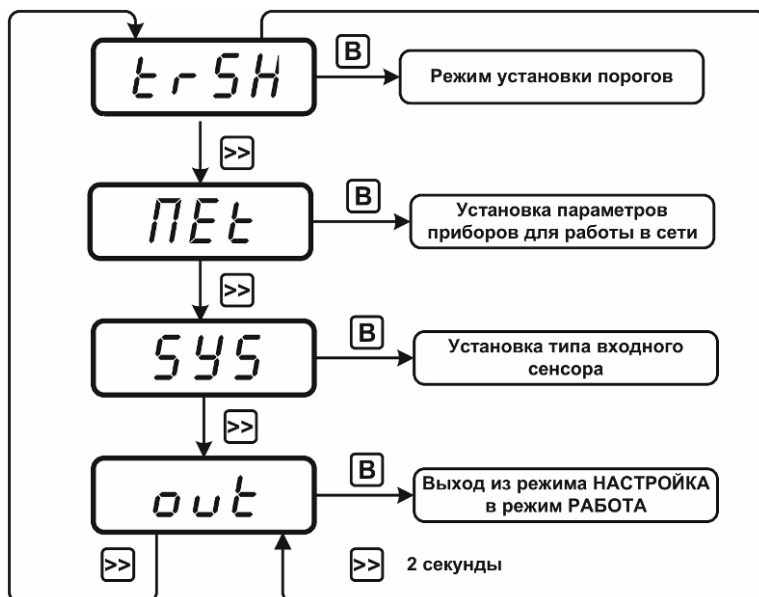 trSH
B
Режим установки порогов
>>
ПEt
B
Установка параметров
приборов для работы в сети
>>
SYS
B
Установка типа входного
сенсора
>>
out
B
Выход из режима НАСТРОЙКА
в режим РАБОТА
>>
>> 2 секунды